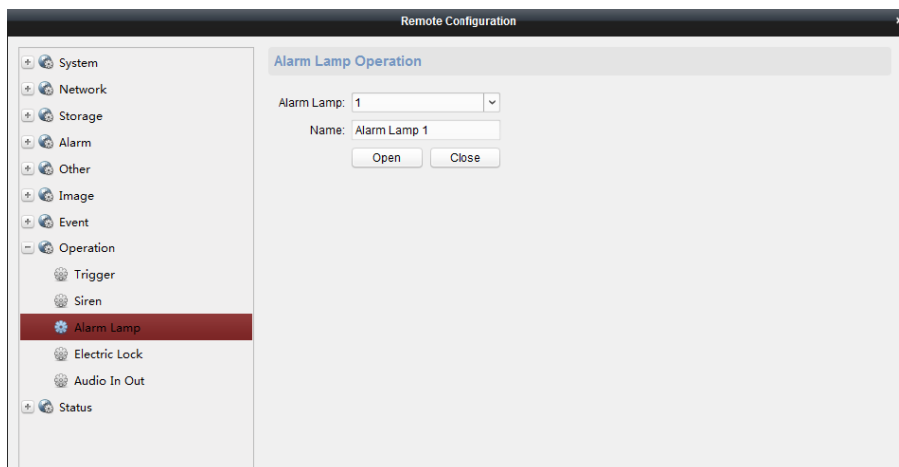 Remote Configuration
System
Network
Storage
Alarm
Other
Image
Event
Operation
Trigger
Siren
Alarm Lamp
Electric Lock
Audio In Out
Status
Alarm Lamp Operation
Alarm Lamp: 1
Name: Alarm Lamp 1
Open Close